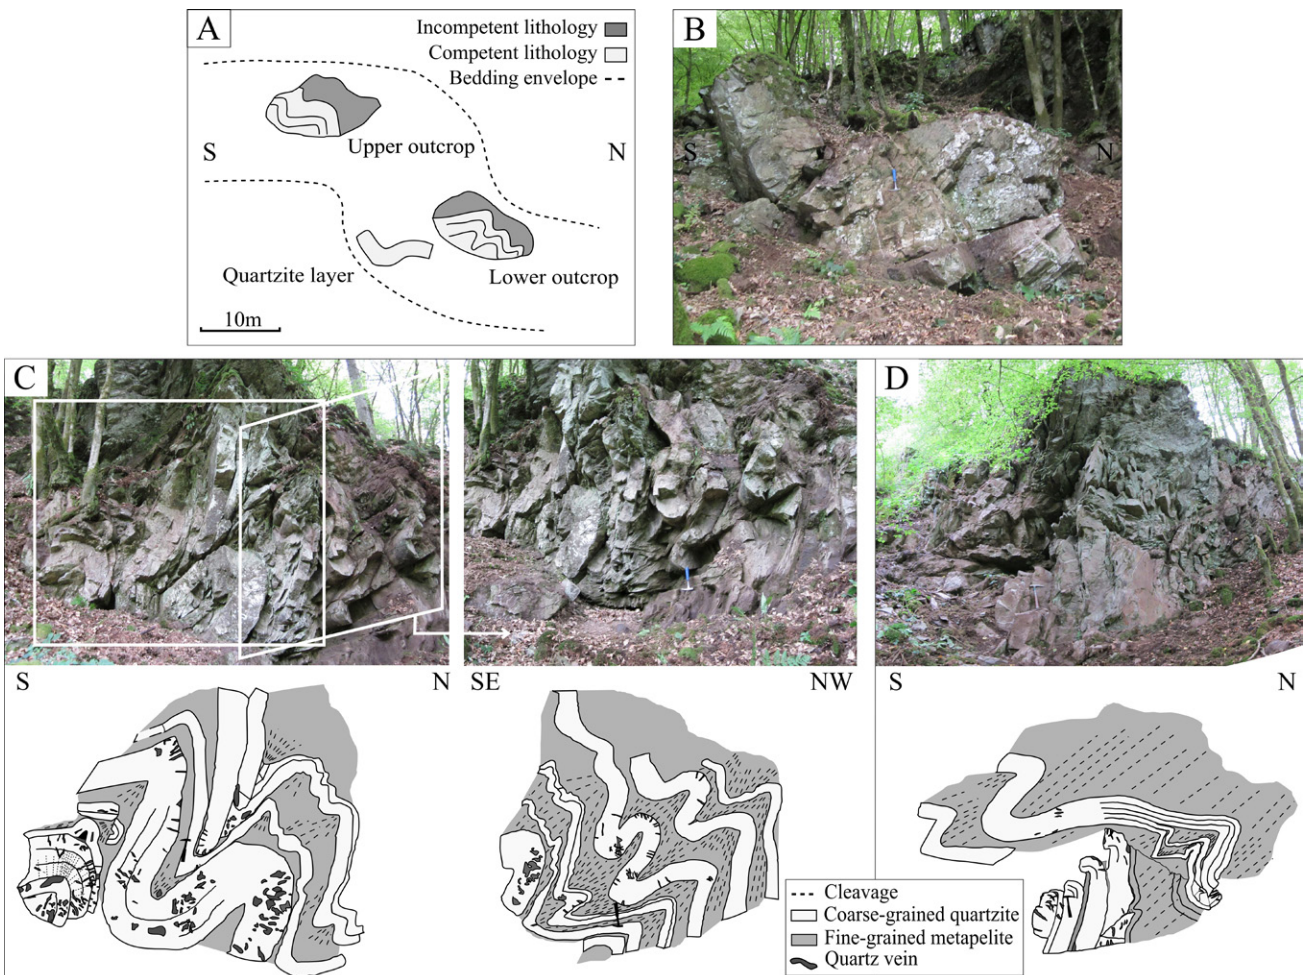 A
Incompetent lithology
Competent lithology
Bedding envelope
S
N
Upper outcrop
Quartzite layer
Lower outcrop
10m
B
S
N
C
D
S
N
SE
NW
S
N
Cleavage
Coarse-grained quartzite
Fine-grained metapelite
Quartz vein